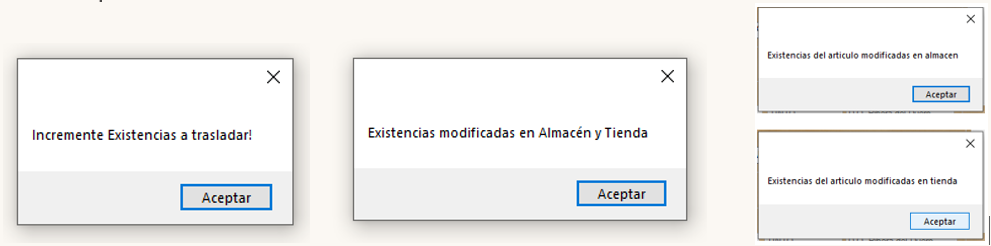 Incremente Existencias a trasladar!
Aceptar
Existencias modificadas en Almacén y Tienda
Aceptar
Existencias del articulo modificadas en almacen
Aceptar
Existencias del articulo modificadas en tienda
Aceptar